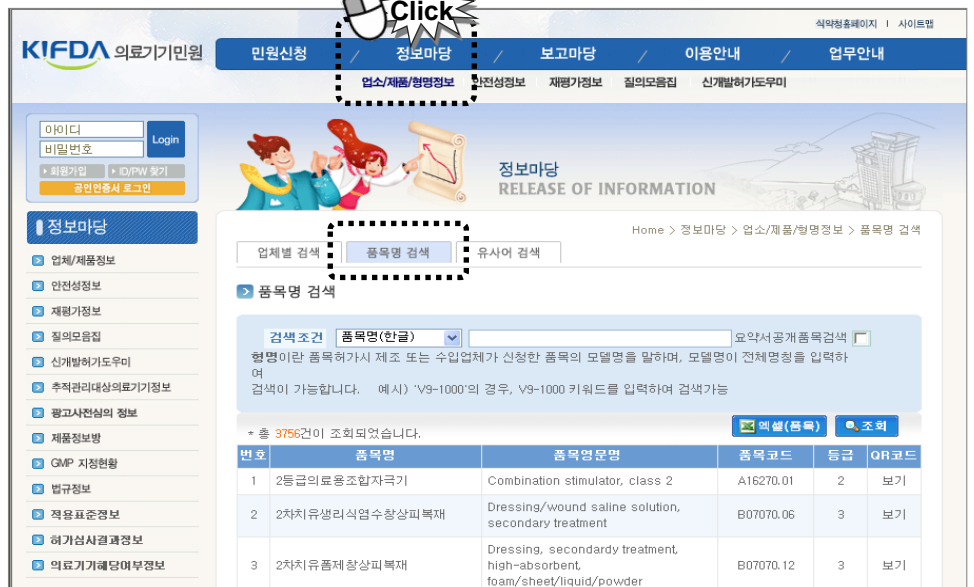 Click
식약청홈페이지 | 사이트맵
KIFDA 의료기기민원
민원신청 / 정보마당 / 보고마당 / 이용안내 / 업무안내
업소/제품/형명정보 안전성정보 재평가정보 질의모음집 신개발허가도우미
아이디
비밀번호
Login
회원가입 ID/PW 찾기
공인인증서 로그인
정보마당
RELEASE OF INFORMATION
정보마당
업체/제품정보
안전성정보
재평가정보
질의모음집
신개발허가도우미
추적관리대상의료기기정보
광고사전심의 정보
제품정보방
GMP 지정현황
법규정보
적용표준정보
허가심사결과정보
의료기기해당여부정보
Home > 정보마당 > 업소/제품/형명정보 > 품목명 검색
업체별 검색 품목명 검색 유사어 검색
품목명 검색
검색조건 품목명(한글) 요약서공개품목검색
형명이란 품목허가시 제조 또는 수입업체가 신청한 품목의 모델명을 말하며, 모델명이 전체명칭을 입력하
여
검색이 가능합니다. 예시) 'V9-1000'의 경우, V9-1000 키워드를 입력하여 검색가능
* 총 3756건이 조회되었습니다.
엑셀(품목) 조회
번호 품목명 품목영문명 품목코드 등급 QR코드
1 2등급의료용조합자극기 Combination stimulator, class 2 A16270.01 2 보기
2 2차치유생리식염수창상피복재 Dressing/wound saline solution,
secondary treatment B07070.06 3 보기
3 2차치유폼제창상피복재 Dressing, secondardy treatment,
high-absorbent,
foam/sheet/liquid/powder B07070.12 3 보기